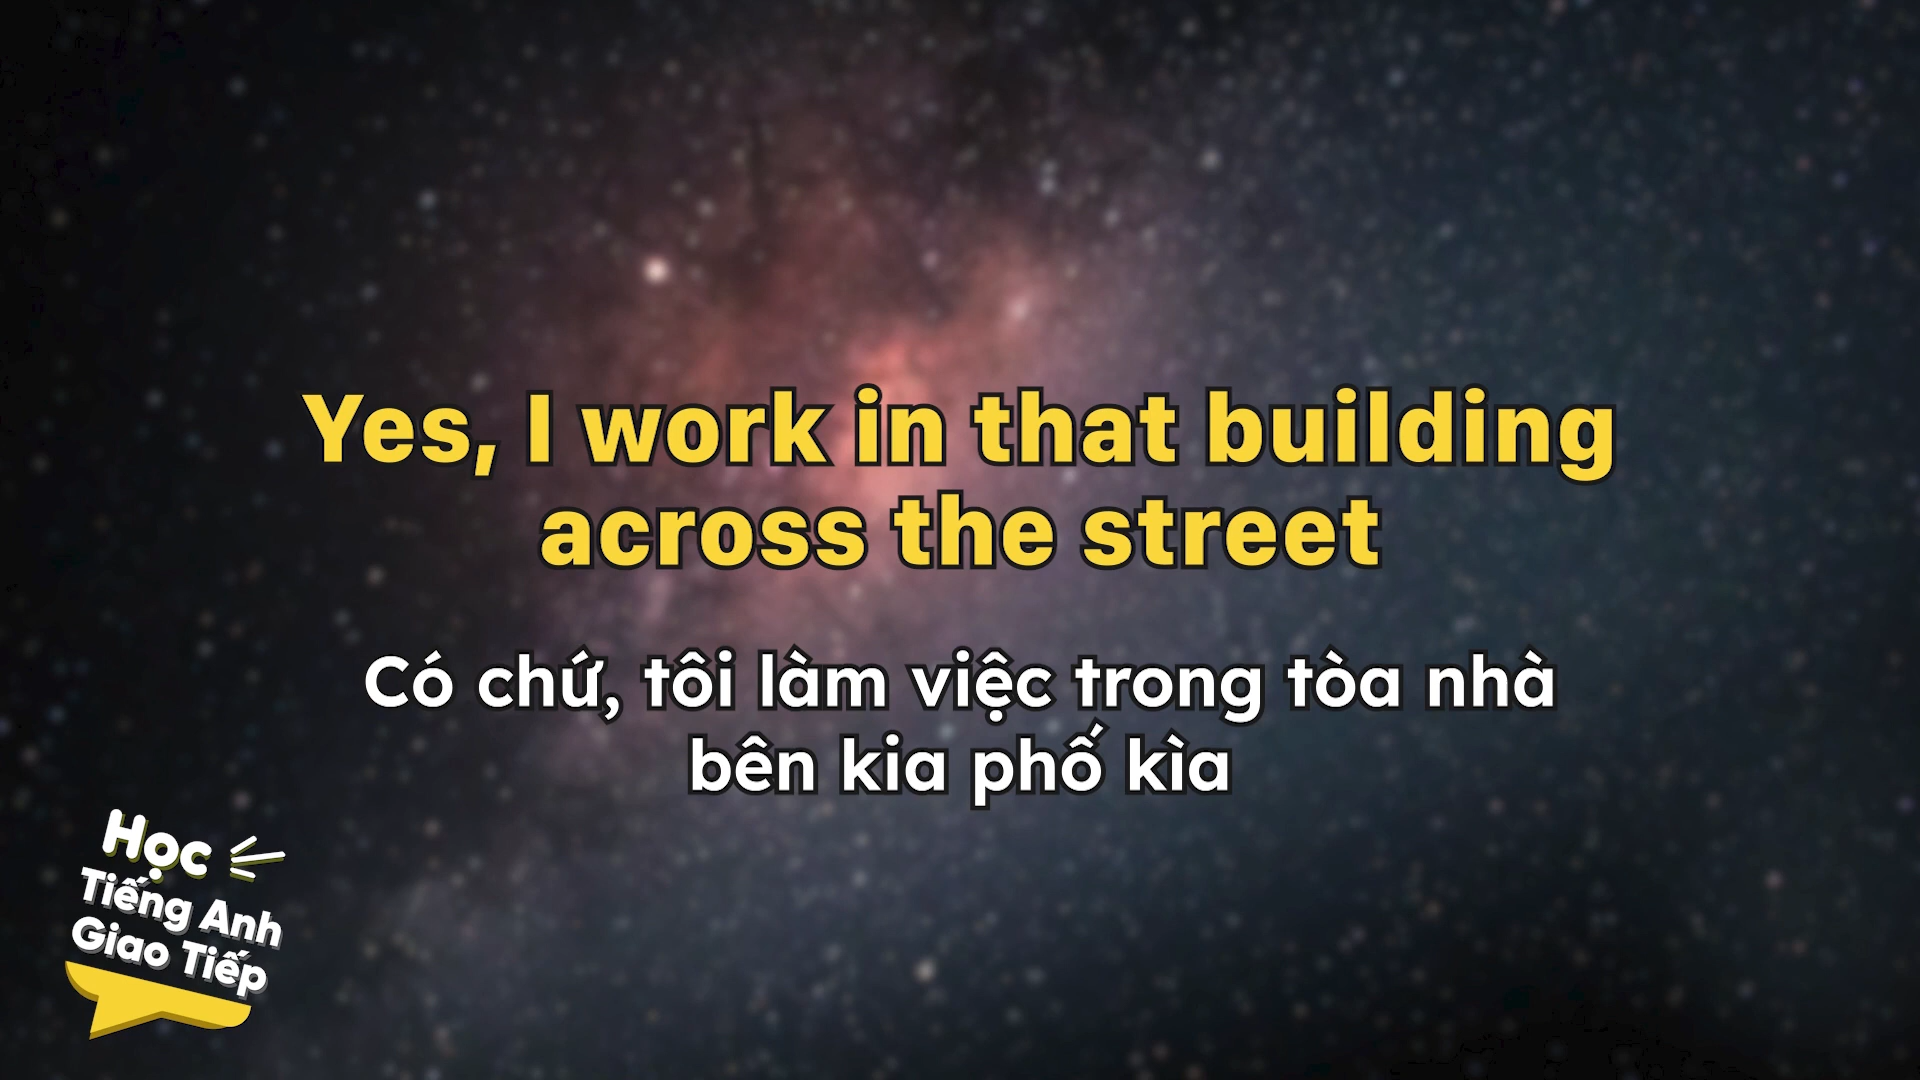 Yes, I work in that building
across the street
Có chứ, tôi làm việc trong tòa nhà
bên kia phố kìa
Học
Tiếng Anh
Giao Tiếp